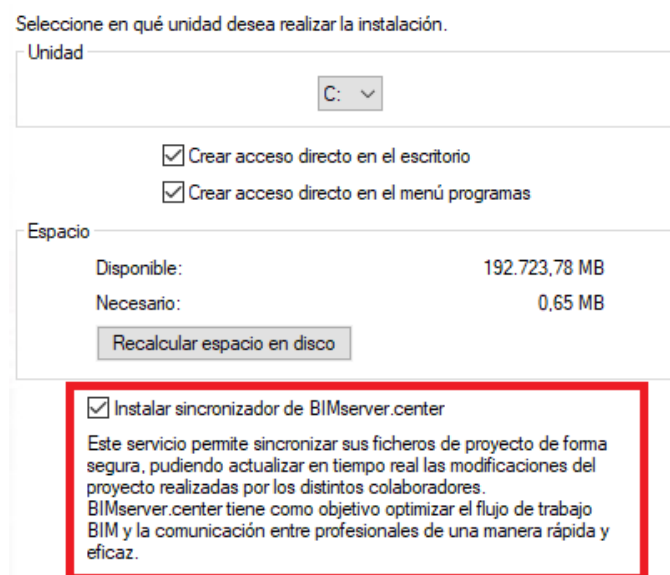 Seleccione en qué unidad desea realizar la instalación.
Unidad
C:
Crear acceso directo en el escritorio
Crear acceso directo en el menú programas
Espacio
Disponible: 192.723,78 MB
Necesario: 0,65 MB
Recalcular espacio en disco
Instalar sincronizador de BIMserver.center
Este servicio permite sincronizar sus ficheros de proyecto de forma
segura, pudiendo actualizar en tiempo real las modificaciones del
proyecto realizadas por los distintos colaboradores.
BIMserver.center tiene como objetivo optimizar el flujo de trabajo
BIM y la comunicación entre profesionales de una manera rápida y
eficaz.